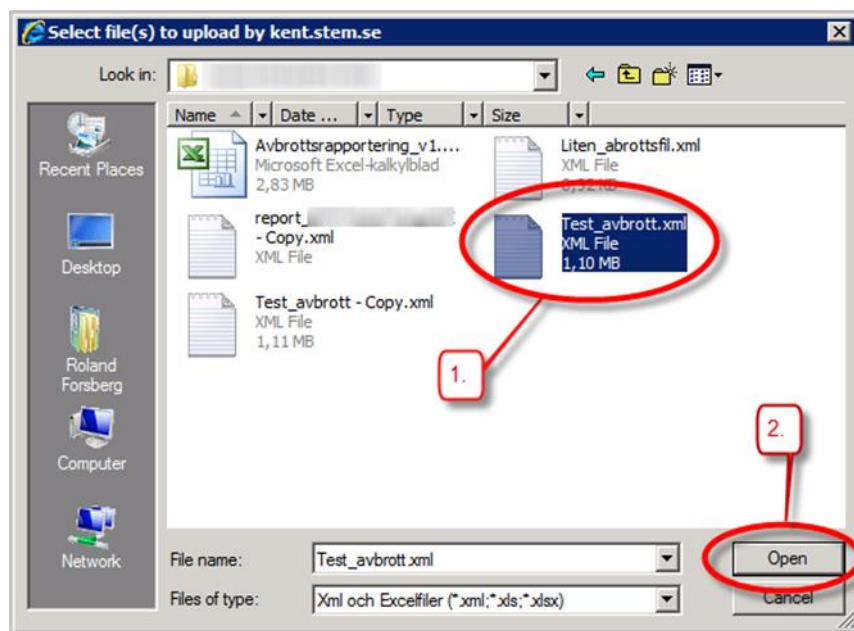 Select file(s) to upload by kent.stem.se
Look in:
Name Date ... Type Size
Recent Places
Desktop
Roland
Forsberg
Computer
Network
Avbrottsrapportering_v1....
Microsoft Excel-kalkylblad
2,83 MB
Liten_abrottsfil.xml
XML File
report_
- Copy.xml
XML File
Test_avbrott.xml
XML File
1,10 MB
Test_avbrott - Copy.xml
XML File
1,11 MB
1.
2.
File name: Test_avbrott.xml Open
Files of type: Xml och Excelfiler (*.xml;*.xls;*.xlsx) Cancel